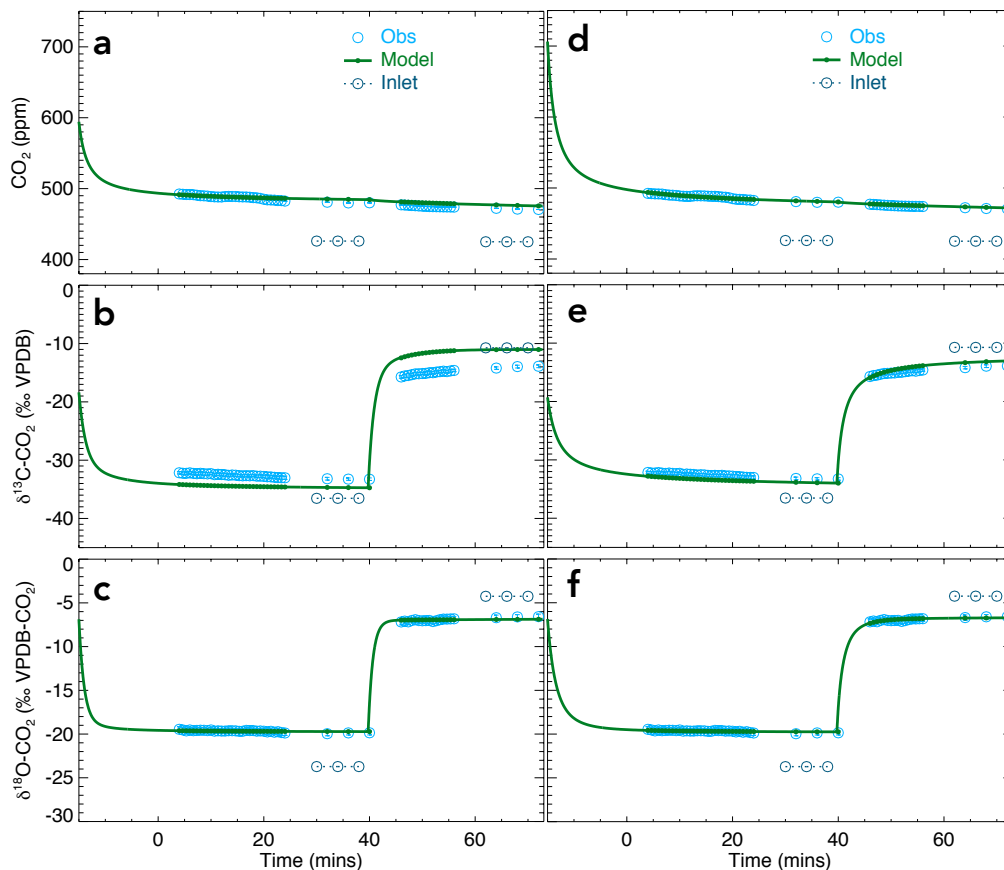 a
Obs
Model
Inlet
CO₂ (ppm)
700
600
500
400
d
Obs
Model
Inlet
b
δ¹³C-CO₂ (‰ VPDB)
0
-10
-20
-30
-40
e
c
δ¹⁸O-CO₂ (‰ VPDB-CO₂)
0
-5
-10
-15
-20
-25
-30
f
0 20 40 60
Time (mins)
0 20 40 60
Time (mins)